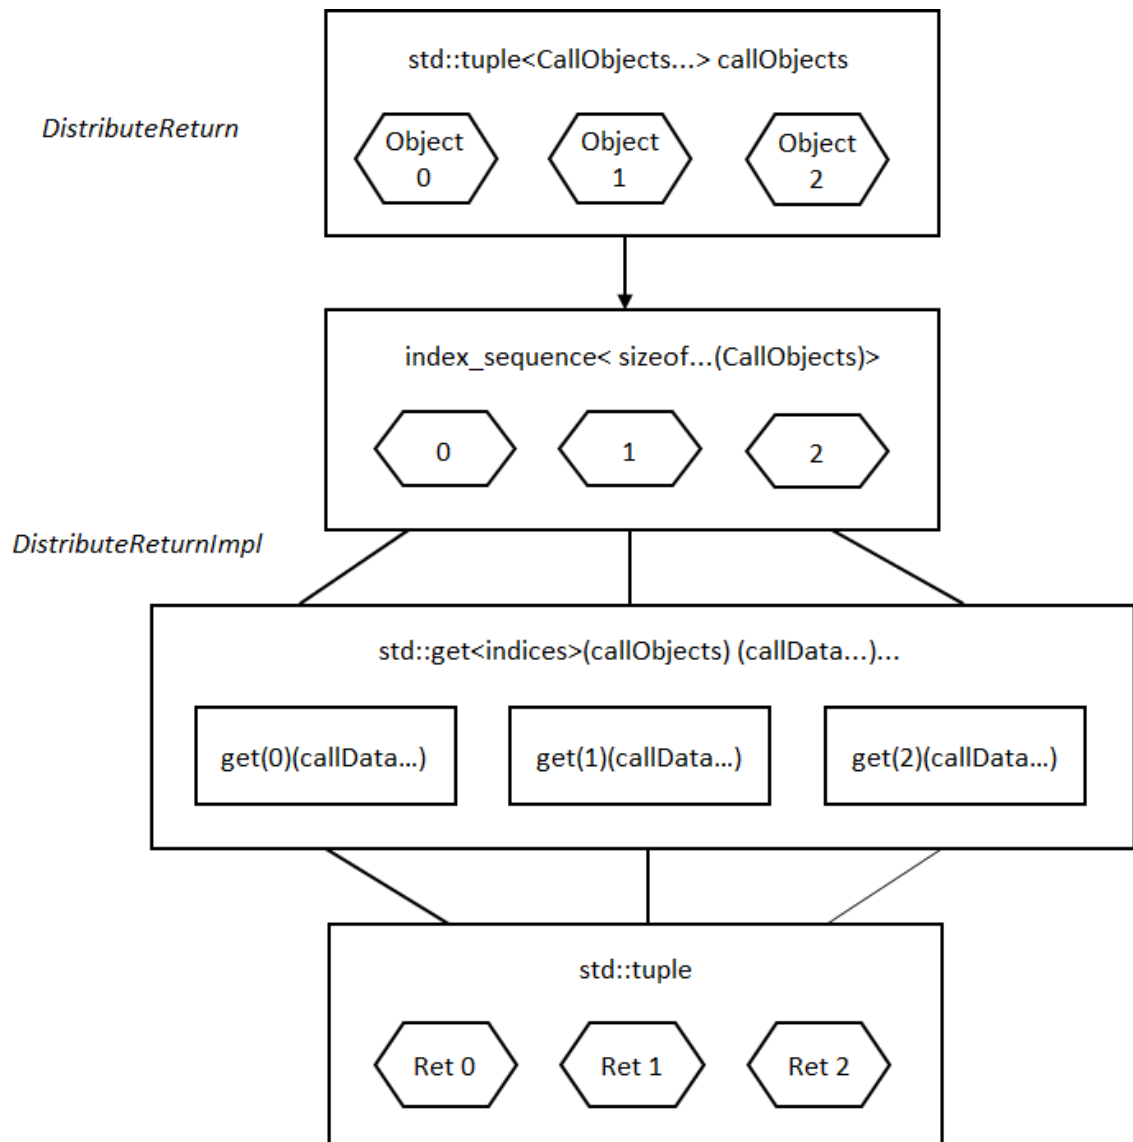 std::tuple<CallObjects...> callObjects
DistributeReturn
Object
0
Object
1
Object
2
index_sequence< sizeof...(CallObjects)>
0
1
2
DistributeReturnImpl
std::get<indices>(callObjects) (callData...)...
get(0)(callData...)
get(1)(callData...)
get(2)(callData...)
std::tuple
Ret 0
Ret 1
Ret 2